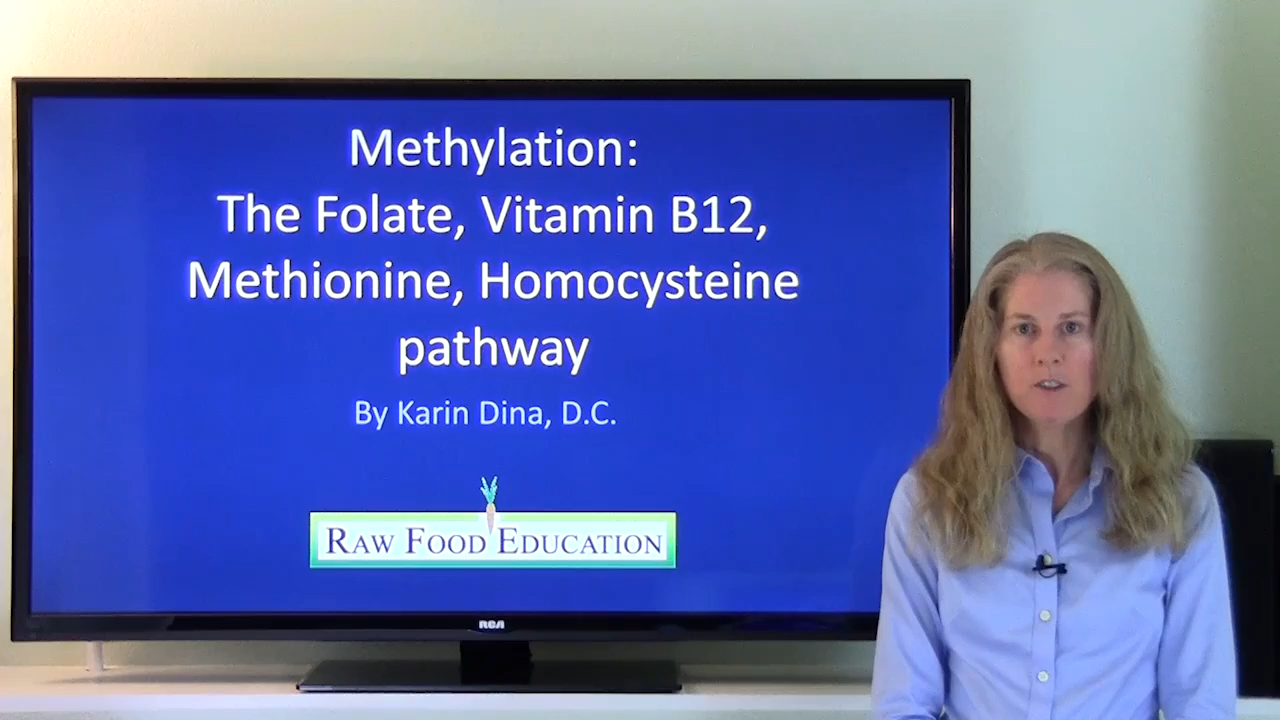 Methylation:
The Folate, Vitamin B12,
Methionine, Homocysteine
pathway
By Karin Dina, D.C.
RAW FOOD EDUCATION
RCA